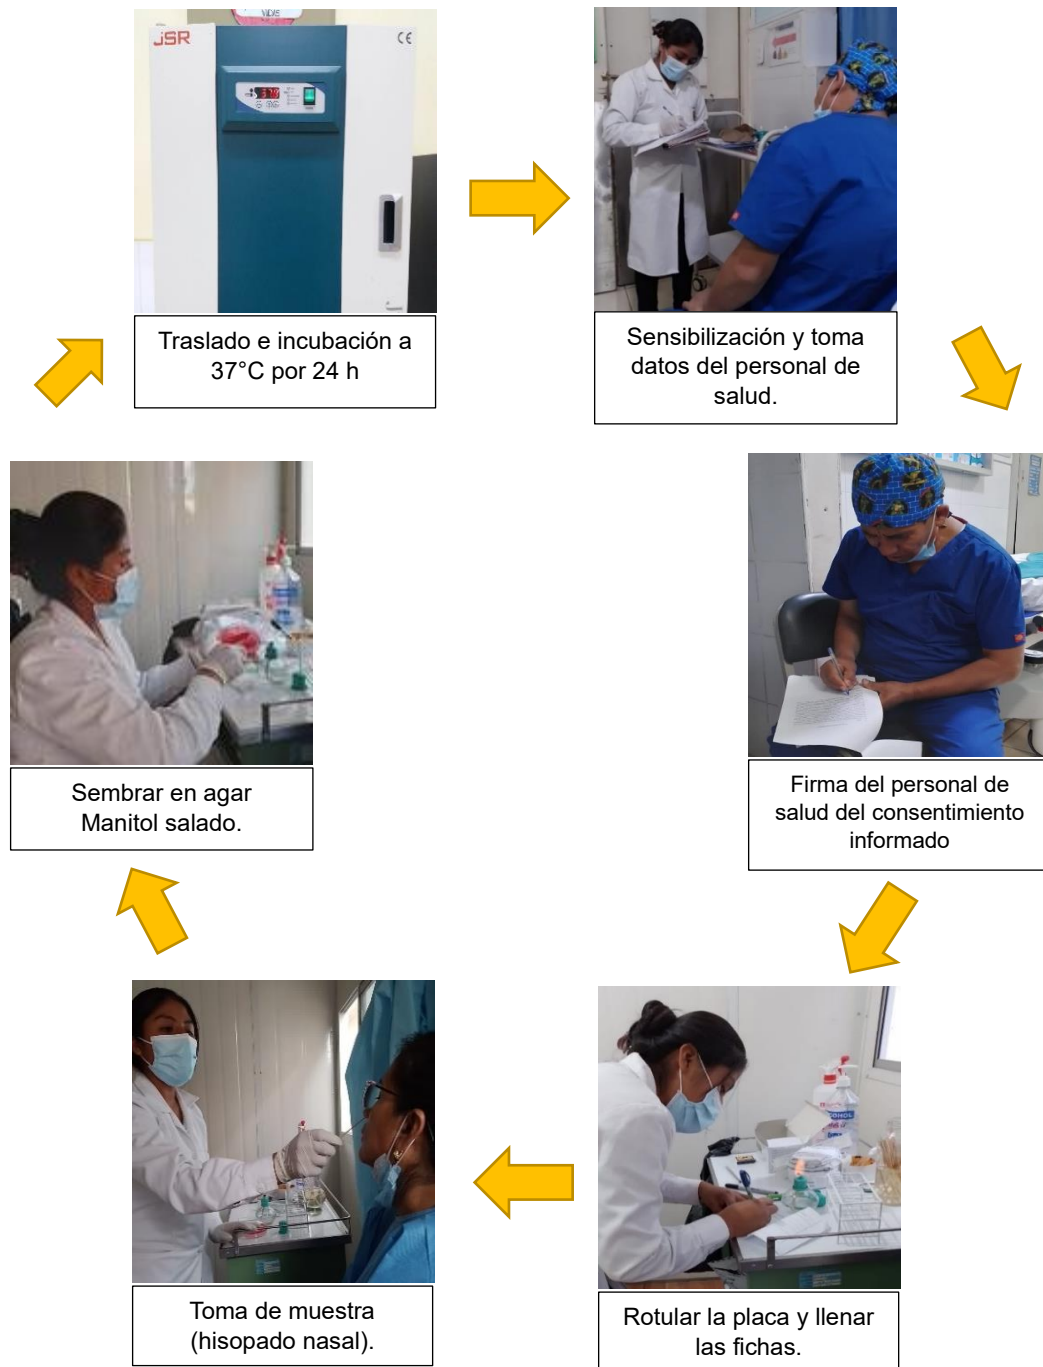 VIDAS
JSR
CE
Traslado e incubación a
37°C por 24 h
Sensibilización y toma
datos del personal de
salud.
Sembrar en agar
Manitol salado.
Firma del personal de
salud del consentimiento
informado
Toma de muestra
(hisopado nasal).
Rotular la placa y llenar
las fichas.